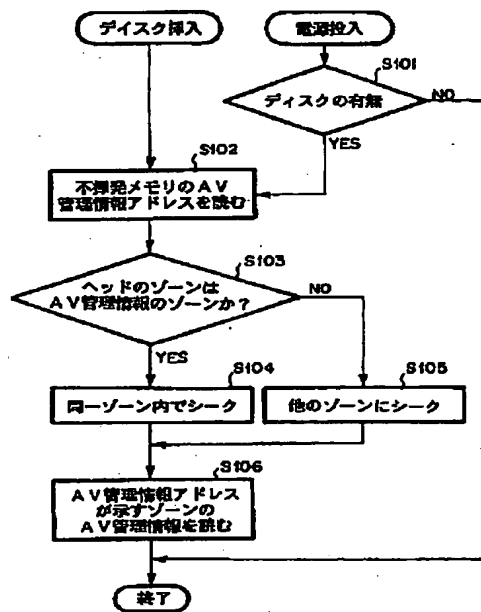 ディスク挿入
電源投入
S101
ディスクの有無
NO
YES
S102
不揮発メモリのAV
管理情報アドレスを読む
S103
ヘッドのゾーンは
AV管理情報のゾーンか?
NO
YES
S104
同一ゾーン内でシーク
S105
他のゾーンにシーク
S106
AV管理情報アドレス
が示すゾーンの
AV管理情報を読む
終了